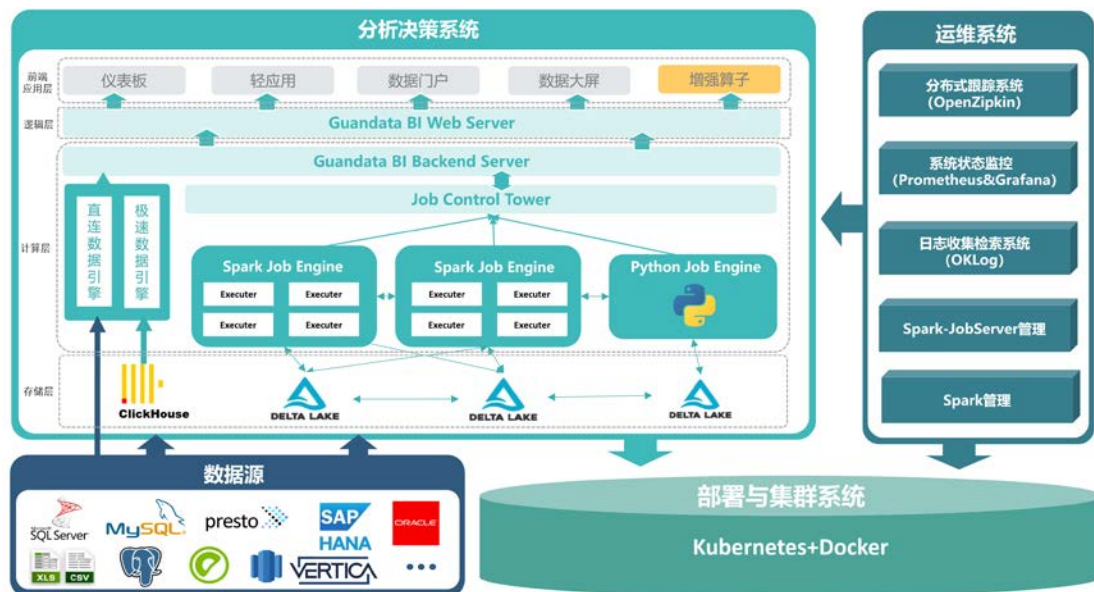 分析决策系统
前端
应用层
仪表板
轻应用
数据门户
数据大屏
增强算子
逻辑层
Guandata BI Web Server
Guandata BI Backend Server
计算层
直连数据引擎
极速数据引擎
Job Control Tower
Spark Job Engine
Executer
Executer
Executer
Executer
Spark Job Engine
Executer
Executer
Executer
Executer
Python Job Engine
存储层
ClickHouse
DELTA LAKE
DELTA LAKE
DELTA LAKE
运维系统
分布式跟踪系统
(OpenZipkin)
系统状态监控
(Prometheus&Grafana)
日志收集检索系统
(OKLog)
Spark-JobServer管理
Spark管理
数据源
Microsoft
SQL Server
MySQL
presto
SAP
HANA
ORACLE
XLS
CSV
VERTICA
部署与集群系统
Kubernetes+Docker